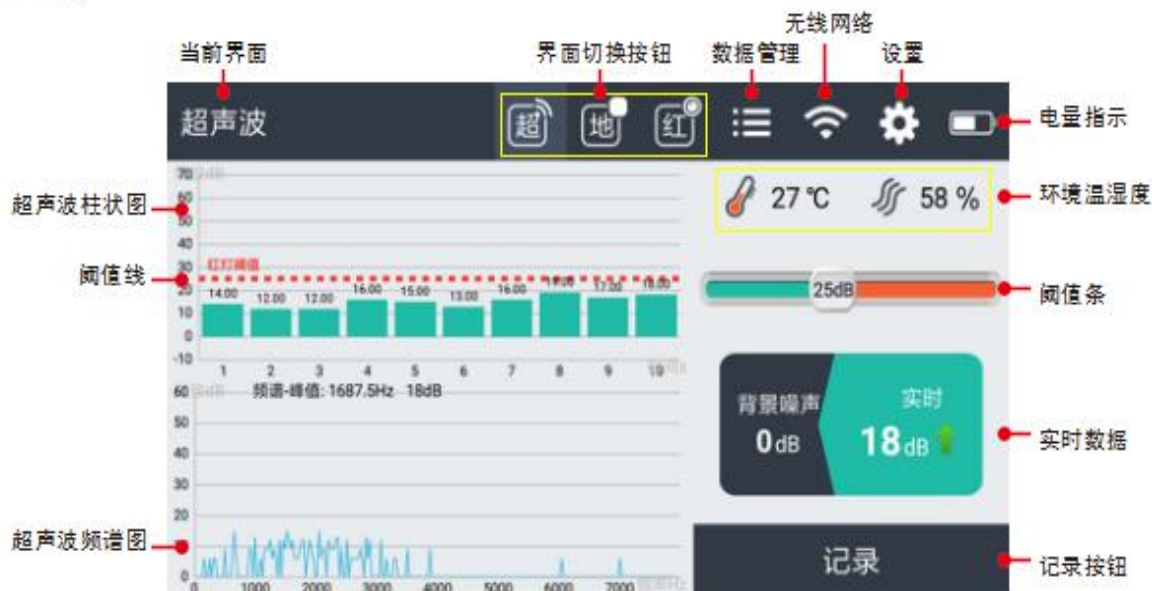 无线网络
当前界面 界面切换按钮 数据管理 设置
超声波 超 地 红
电量指示
27 ℃ 58 %
环境温湿度
超声波柱状图
阈值线
70
60
50
40
30
20
10
0
-10
红灯阈值
14.00 12.00 12.00 16.00 15.00 13.00 16.00 19.00 17.00 18.00
1 2 3 4 5 6 7 8 9 10
25dB
阈值条
频谱-峰值: 1687.5Hz 18dB
背景噪声 实时
0dB 18dB
实时数据
60
50
40
30
20
0
0 1000 2000 3000 4000 5000 6000 7000
超声波频谱图
记录
记录按钮